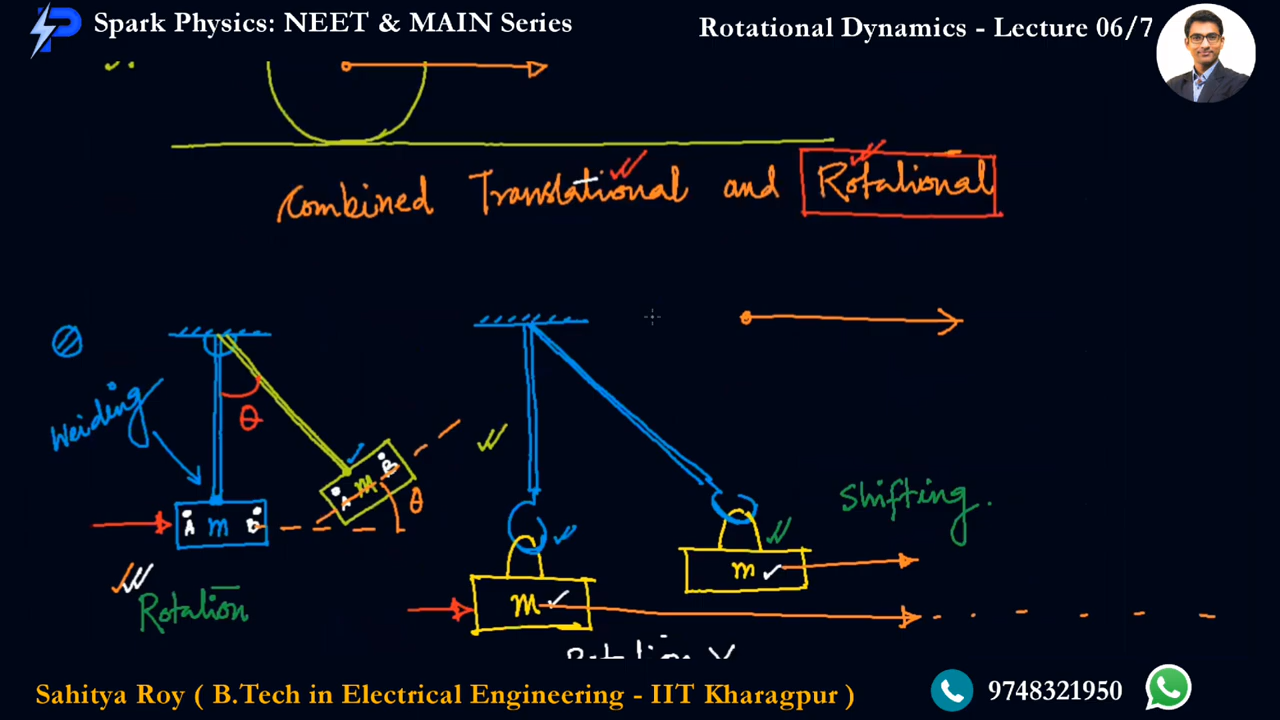 Spark Physics: NEET & MAIN Series
Rotational Dynamics - Lecture 06/7
Combined Translational and Rotational
θ
Welding
A m B
A m B
θ
Rotation
m
m
Shifting.
Sahitya Roy ( B.Tech in Electrical Engineering - IIT Kharagpur )
9748321950